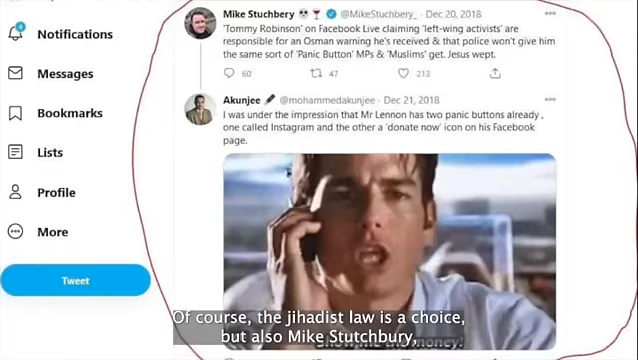 4
Notifications
Messages
Bookmarks
Lists
Profile
More
Tweet
Mike Stuchbery @MikeStuchbery_ · Dec 20, 2018
'Tommy Robinson' on Facebook Live claiming 'left-wing activists' are
responsible for an Osman warning he's received & that police won't give him
the same sort of 'Panic Button' MPs & 'Muslims' get. Jesus wept.
60 47 213
Akunjee @mohammedakunjee · Dec 21, 2018
I was under the impression that Mr Lennon has two panic buttons already,
one called Instagram and the other a 'donate now' icon on his Facebook
page.
Of course, the jihadist law is a choice,
but also Mike Stutchbury,